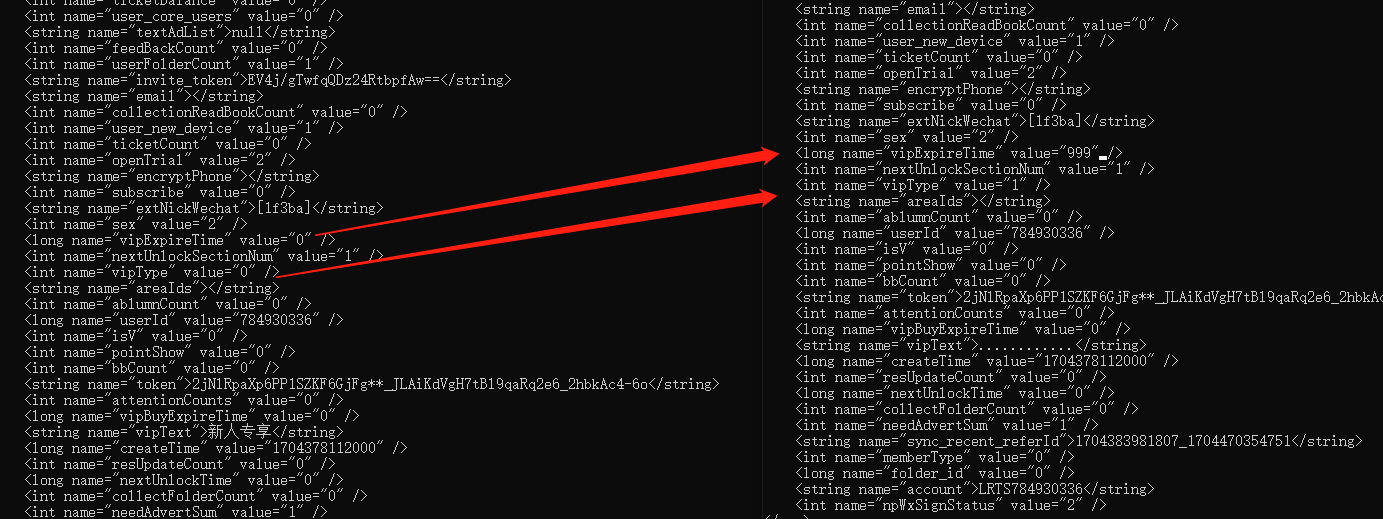 <int name="ticketBalance" value="0" />
<int name="user_core_users" value="0" />
<string name="textAdList">null</string>
<int name="feedBackCount" value="0" />
<int name="userFolderCount" value="1" />
<string name="invite_token">EV4j/gTwfqQDz24RtbpfAw==</string>
<string name="email"></string>
<int name="collectionReadBookCount" value="0" />
<int name="user_new_device" value="1" />
<int name="ticketCount" value="0" />
<int name="openTrial" value="2" />
<string name="encryptPhone"></string>
<int name="subscribe" value="0" />
<string name="extNickWechat">[1f3ba]</string>
<int name="sex" value="2" />
<long name="vipExpireTime" value="0" />
<int name="nextUnlockSectionNum" value="1" />
<int name="vipType" value="0" />
<string name="areaIds"></string>
<int name="ablumnCount" value="0" />
<long name="userId" value="784930336" />
<int name="isV" value="0" />
<int name="pointShow" value="0" />
<int name="bbCount" value="0" />
<string name="token">2jN1RpaXp6PP1SZKF6GjFg**_JLAiKdVgH7tB19qaRq2e6_2hbkAc4-6o</string>
<int name="attentionCounts" value="0" />
<long name="vipBuyExpireTime" value="0" />
<string name="vipText">新人专享</string>
<long name="createTime" value="1704378112000" />
<int name="resUpdateCount" value="0" />
<long name="nextUnlockTime" value="0" />
<int name="collectFolderCount" value="0" />
<int name="needAdvertSum" value="1" />
<string name="email"></string>
<int name="collectionReadBookCount" value="0" />
<int name="user_new_device" value="1" />
<int name="ticketCount" value="0" />
<int name="openTrial" value="2" />
<string name="encryptPhone"></string>
<int name="subscribe" value="0" />
<string name="extNickWechat">[1f3ba]</string>
<int name="sex" value="2" />
<long name="vipExpireTime" value="999" />
<int name="nextUnlockSectionNum" value="1" />
<int name="vipType" value="1" />
<string name="areaIds"></string>
<int name="ablumnCount" value="0" />
<long name="userId" value="784930336" />
<int name="isV" value="0" />
<int name="pointShow" value="0" />
<int name="bbCount" value="0" />
<string name="token">2jN1RpaXp6PP1SZKF6GjFg**_JLAiKdVgH7tB19qaRq2e6_2hbkAc
<int name="attentionCounts" value="0" />
<long name="vipBuyExpireTime" value="0" />
<string name="vipText">............</string>
<long name="createTime" value="1704378112000" />
<int name="resUpdateCount" value="0" />
<long name="nextUnlockTime" value="0" />
<int name="collectFolderCount" value="0" />
<int name="needAdvertSum" value="1" />
<string name="sync_recent_referId">1704383981807_1704470354751</string>
<int name="memberType" value="0" />
<long name="folder_id" value="0" />
<string name="account">LRTS784930336</string>
<int name="npWxSignStatus" value="2" />